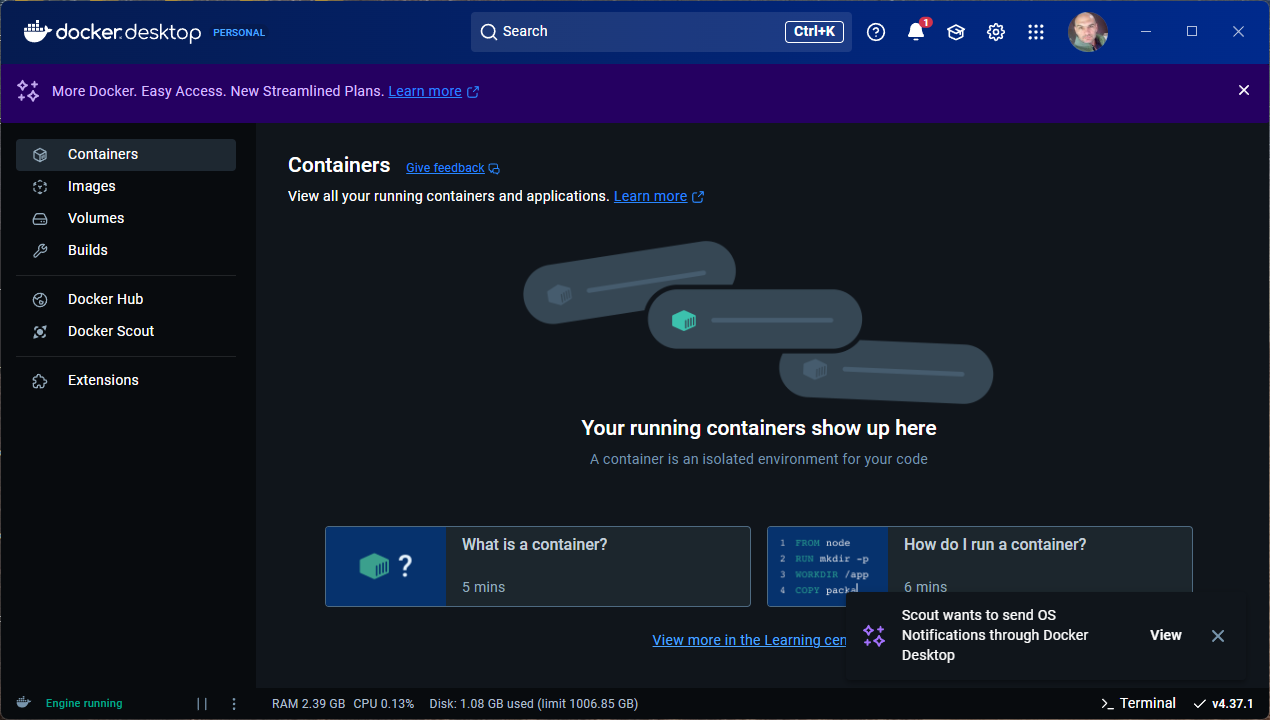 docker.desktop PERSONAL
Search
Ctrl+K
1
More Docker. Easy Access. New Streamlined Plans. Learn more
Containers
Images
Volumes
Builds
Docker Hub
Docker Scout
Extensions
Containers Give feedback
View all your running containers and applications. Learn more
Your running containers show up here
A container is an isolated environment for your code
?
What is a container?
5 mins
1 FROM node
2 RUN mkdir -p
3 WORKDIR /app
4 COPY packa
How do I run a container?
6 mins
View more in the Learning cen
Scout wants to send OS
Notifications through Docker
Desktop
View
Engine running
RAM 2.39 GB CPU 0.13% Disk: 1.08 GB used (limit 1006.85 GB)
>_ Terminal
v4.37.1